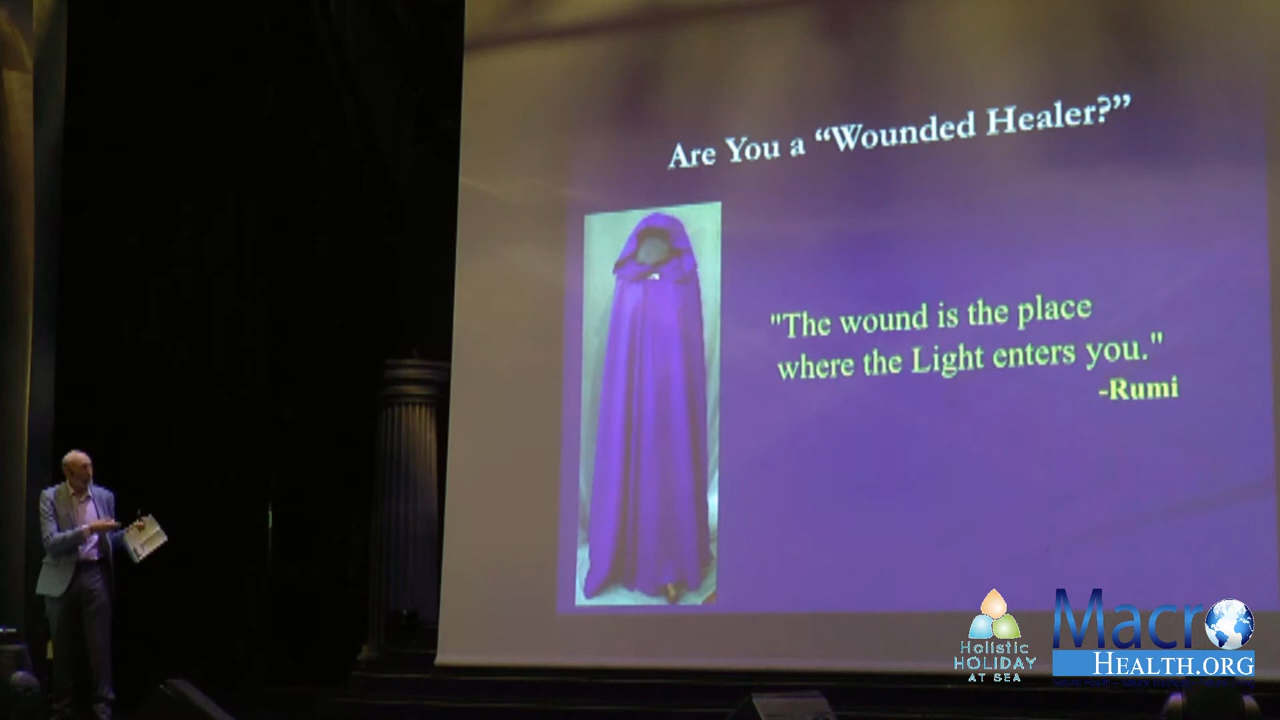 Are You a “Wounded Healer?”
"The wound is the place
where the Light enters you."
-Rumi
Holistic
HOLIDAY
AT SEA
Macro
HEALTH.ORG